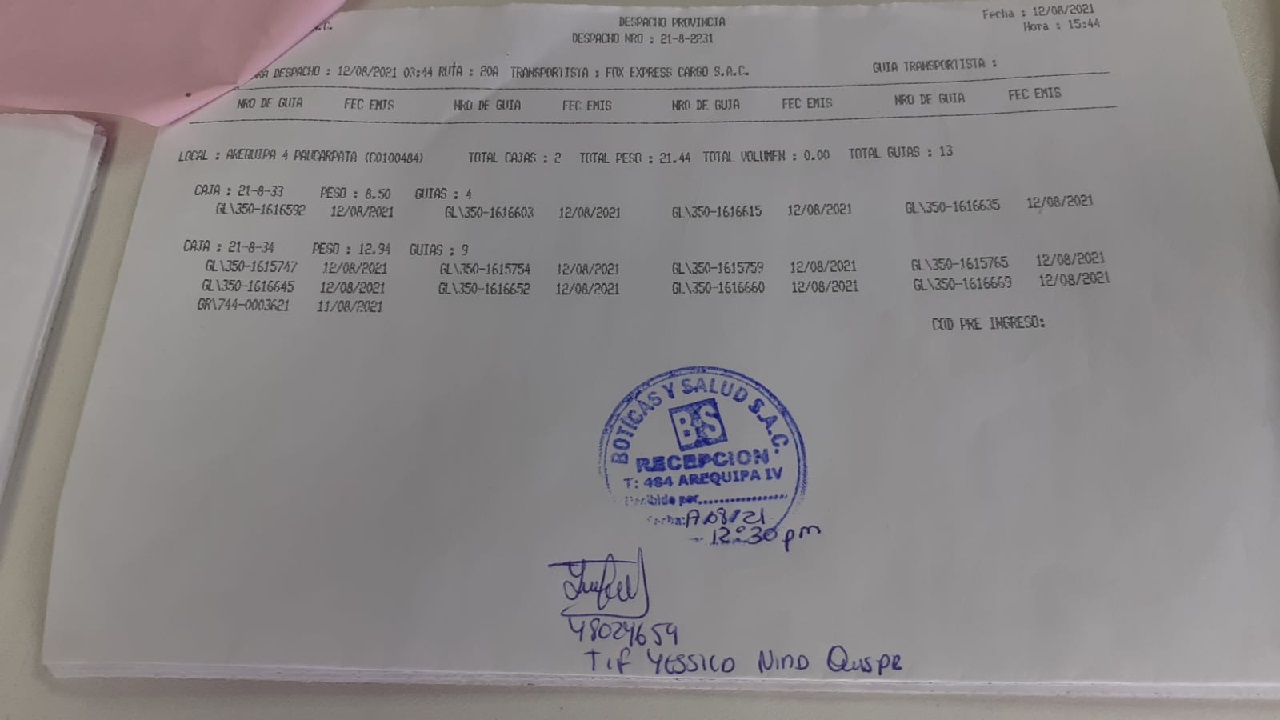 DESPACHO PROVINCIA
Fecha : 12/08/2021
DESPACHO NRO : 21-8-2231
Hora : 15:44
DESPACHO : 12/08/2021 03:44 RUTA : 20A TRANSPORTISTA : FOX EXPRESS CARGO S.A.C. GUIA TRANSPORTISTA :
NRO DE GUIA FEC EMIS NRO DE GUIA FEC EMIS NRO DE GUIA FEC EMIS NRO DE GUIA FEC EMIS
LOCAL : AREQUIPA 4 PAUCARPATA (C0100484) TOTAL CAJAS : 2 TOTAL PESO : 21.44 TOTAL VOLUMEN : 0.00 TOTAL GUIAS : 13
CAJA : 21-8-33 PESO : 8.50 GUIAS : 4
GL\350-1616592 12/08/2021 GL\350-1616603 12/08/2021 GL\350-1616615 12/08/2021 GL\350-1616635 12/08/2021
CAJA : 21-8-34 PESO : 12.94 GUIAS : 9
GL\350-1615747 12/08/2021 GL\350-1615754 12/08/2021 GL\350-1615759 12/08/2021 GL\350-1615765 12/08/2021
GL\350-1616645 12/08/2021 GL\350-1616652 12/08/2021 GL\350-1616660 12/08/2021 GL\350-1616669 12/08/2021
GR\744-0003621 11/08/2021
COD PRE INGRESO:
BOTICAS Y SALUD S.A.C.
B·S
RECEPCION
T: 484 AREQUIPA IV
Recibido por..................
Fecha: 08/21
- 12:30 pm
48024659